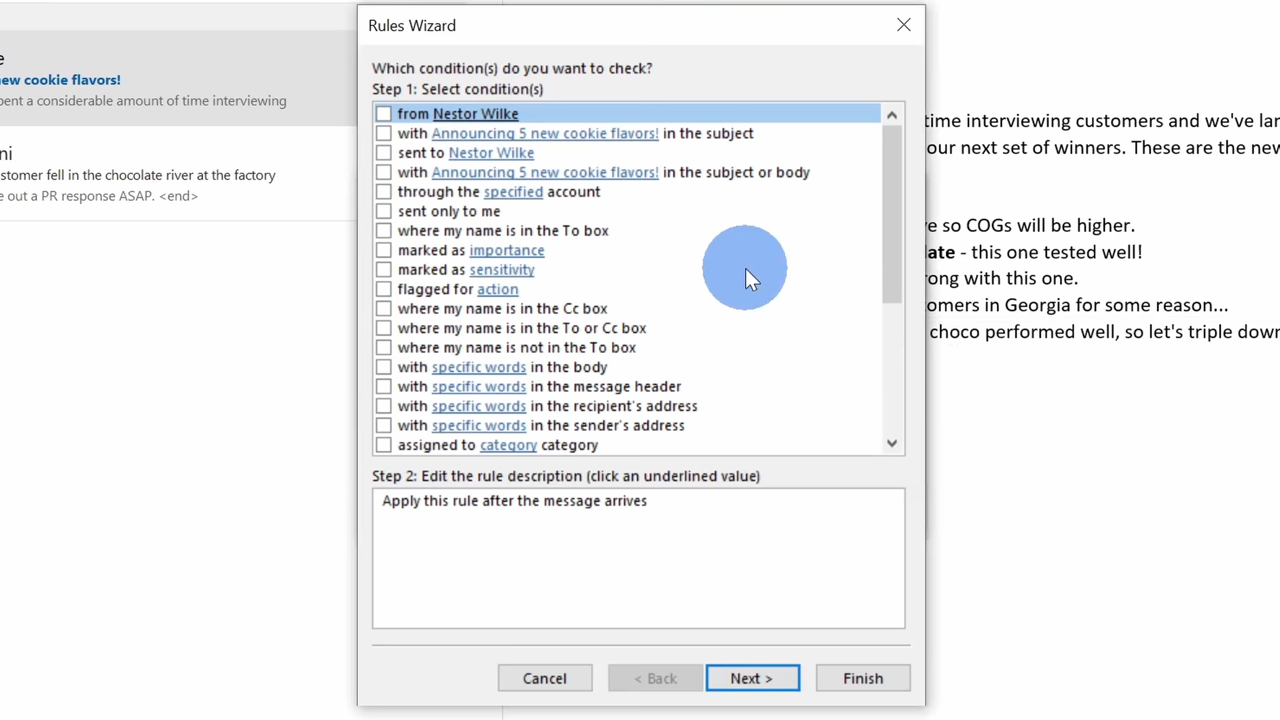 Rules Wizard
Which condition(s) do you want to check?
Step 1: Select condition(s)
from Nestor Wilke
with Announcing 5 new cookie flavors! in the subject
sent to Nestor Wilke
with Announcing 5 new cookie flavors! in the subject or body
through the specified account
sent only to me
where my name is in the To box
marked as importance
marked as sensitivity
flagged for action
where my name is in the Cc box
where my name is in the To or Cc box
where my name is not in the To box
with specific words in the body
with specific words in the message header
with specific words in the recipient's address
with specific words in the sender's address
assigned to category category
Step 2: Edit the rule description (click an underlined value)
Apply this rule after the message arrives
Cancel
< Back
Next >
Finish
cookie flavors!
a considerable amount of time interviewing
fell in the chocolate river at the factory
out a PR response ASAP. <end>
time interviewing customers and we've
our next set of winners. These are the
so COGs will be higher.
- this one tested well!
with this one.
in Georgia for some reason...
choco performed well, so let's triple